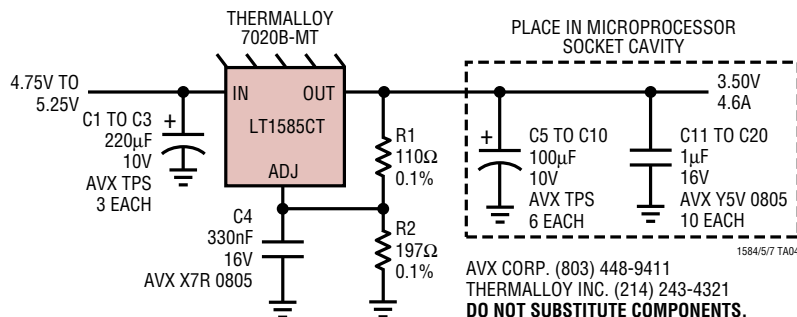 THERMALLOY
7020B-MT
PLACE IN MICROPROCESSOR
SOCKET CAVITY
4.75V TO
5.25V
IN
OUT
LT1585CT
ADJ
3.50V
4.6A
C1 TO C3
220µF
10V
AVX TPS
3 EACH
+
R1
110Ω
0.1%
+
C5 TO C10
100µF
10V
AVX TPS
6 EACH
C11 TO C20
1µF
16V
AVX Y5V 0805
10 EACH
C4
330nF
16V
AVX X7R 0805
R2
197Ω
0.1%
1584/5/7 TA04
AVX CORP. (803) 448-9411
THERMALLOY INC. (214) 243-4321
DO NOT SUBSTITUTE COMPONENTS.